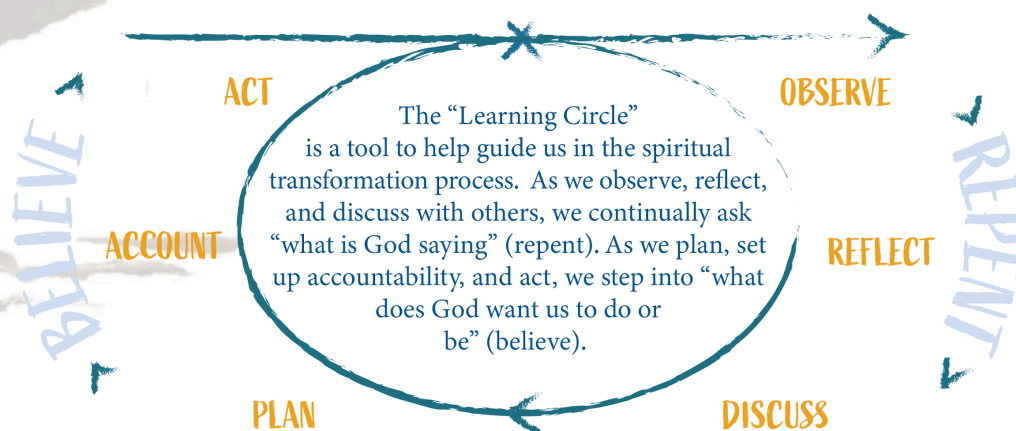 ACT
OBSERVE
The “Learning Circle”
is a tool to help guide us in the spiritual
transformation process. As we observe, reflect,
and discuss with others, we continually ask
“what is God saying” (repent). As we plan, set
up accountability, and act, we step into “what
does God want us to do or
be” (believe).
BELIEVE
ACCOUNT
REFLECT
REPENT
PLAN
DISCUSS